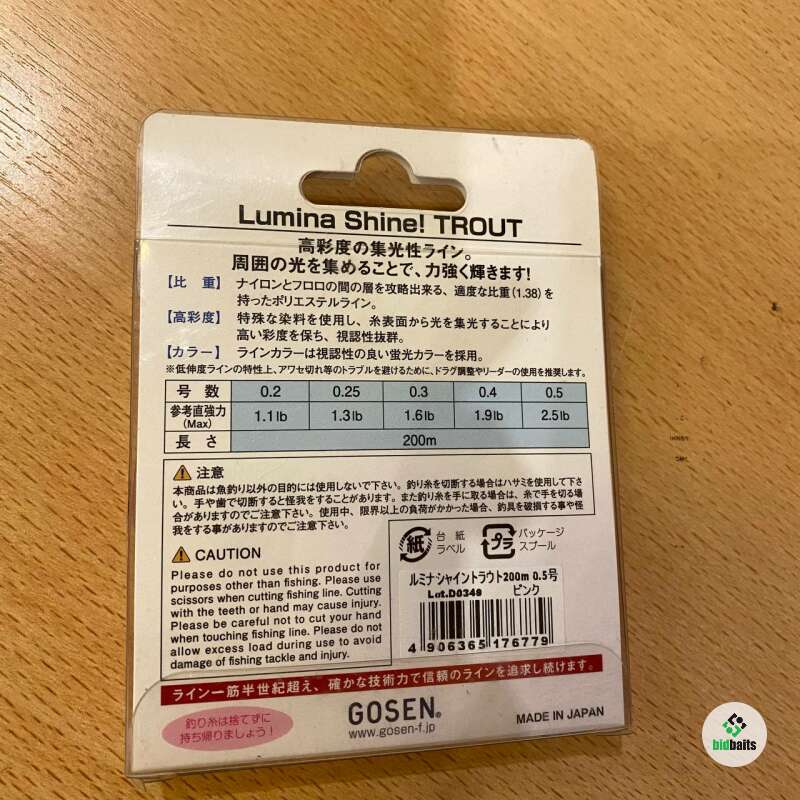 Lumina Shine! TROUT
高彩度の集光性ライン。
周囲の光を集めることで、力強く輝きます!
【比 重】 ナイロンとフロロの間の層を攻略出来る、適度な比重(1.38)を
持ったポリエステルライン。
【高彩度】 特殊な染料を使用し、糸表面から光を集光することにより
高い彩度を保ち、視認性抜群。
【カラー】 ラインカラーは視認性の良い蛍光カラーを採用。
※低伸度ラインの特性上、アワセ切れ等のトラブルを避けるために、ドラグ調整やリーダーの使用を推奨します。
号 数 0.2 0.25 0.3 0.4 0.5
参考直強力 1.1lb 1.3lb 1.6lb 1.9lb 2.5lb
(Max)
長 さ 200m
注意
本商品は魚釣り以外の目的には使用しないで下さい。釣り糸を切断する場合はハサミを使用して下さ
い。手や歯で切断すると怪我をすることがあります。また釣り糸を手に取る場合は、糸で手を切る場
合がありますのでご注意下さい。使用中、限界以上の負荷がかかった場合、釣具を破損する事や怪
我をする事がありますのでご注意下さい。
CAUTION
Please do not use this product for
purposes other than fishing. Please use
scissors when cutting fishing line. Cutting
with the teeth or hand may cause injury.
Please be careful not to cut your hand
when touching fishing line. Please do not
allow excess load during use to avoid
damage of fishing tackle and injury.
紙 台 紙
ラベル
プラ パッケージ
スプール
ルミナシャイントラウト200m 0.5号
Lot.D0349 ピンク
4 906365 176779
ライン一筋半世紀超え、確かな技術力で信頼のラインを追求し続けます。
釣り糸は捨てずに
持ち帰りましょう!
GOSEN®
www.gosen-f.jp
MADE IN JAPAN
bidbaits